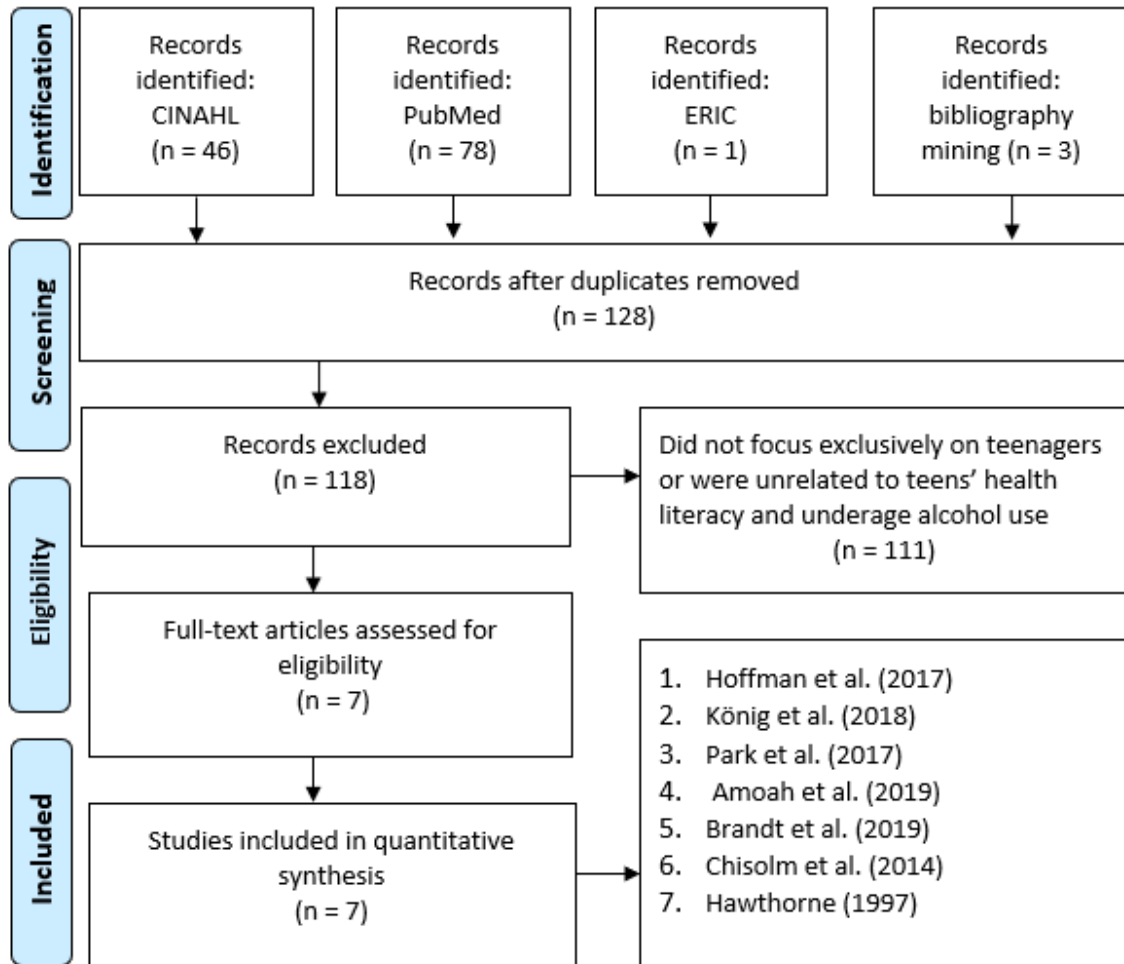 Identification
Records
identified:
CINAHL
(n = 46)
Records
identified:
PubMed
(n = 78)
Records
identified:
ERIC
(n = 1)
Records
identified:
bibliography
mining (n = 3)
Screening
Records after duplicates removed
(n = 128)
Records excluded
(n = 118)
Did not focus exclusively on teenagers
or were unrelated to teens’ health
literacy and underage alcohol use
(n = 111)
Eligibility
Full-text articles assessed for
eligibility
(n = 7)
Included
Studies included in quantitative
synthesis
(n = 7)
1. Hoffman et al. (2017)
2. König et al. (2018)
3. Park et al. (2017)
4. Amoah et al. (2019)
5. Brandt et al. (2019)
6. Chisolm et al. (2014)
7. Hawthorne (1997)